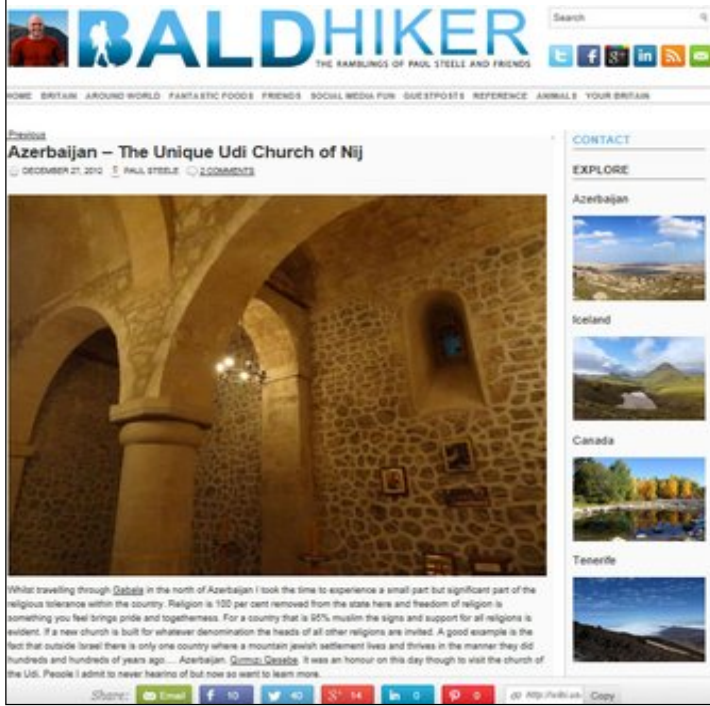 BALDHIKER
THE RAMBLINGS OF PAUL STEELE AND FRIENDS
Search
HOME BRITAIN AROUND WORLD FANTASTIC FOODS FRIENDS SOCIAL MEDIA FUN GUESTPOSTS REFERENCE ANIMALS YOUR BRITAIN
Previous
Azerbaijan – The Unique Udi Church of Nij
DECEMBER 27, 2012 PAUL STEELE 2 COMMENTS
CONTACT
EXPLORE
Azerbaijan
Iceland
Canada
Tenerife
Whilst travelling through Gabala in the north of Azerbaijan I took the time to experience a small part but significant part of the
religious tolerance within the country. Religion is 100 per cent removed from the state here and freedom of religion is
something you feel brings pride and togetherness. For a country that is 95% muslim the signs and support for all religions is
evident. If a new church is built for whatever denomination the heads of all other religions are invited. A good example is the
fact that outside Israel there is only one country where a mountain jewish settlement lives and thrives in the manner they did
hundreds and hundreds of years ago.... Azerbaijan. Qirmizi Qesebe. It was an honour on this day though to visit the church of
the Udi. People I admit to never hearing of but now so want to learn more.
Share: Email 10 40 14 0 0 Copy